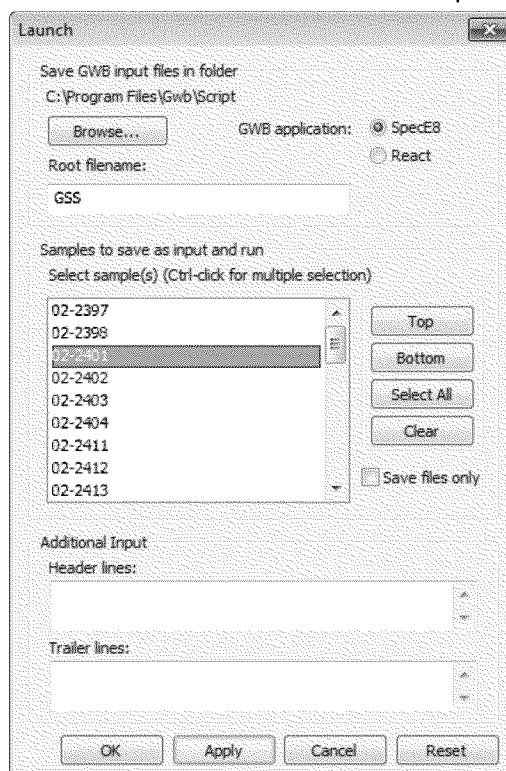 Launch
Save GWB input files in folder
C:\Program Files\Gwb\Script
Browse...
GWB application:
SpecE8
React
Root filename:
GSS
Samples to save as input and run
Select sample(s) (Ctrl-click for multiple selection)
02-2397
02-2398
02-2401
02-2402
02-2403
02-2404
02-2411
02-2412
02-2413
Top
Bottom
Select All
Clear
Save files only
Additional Input
Header lines:
Trailer lines:
OK
Apply
Cancel
Reset